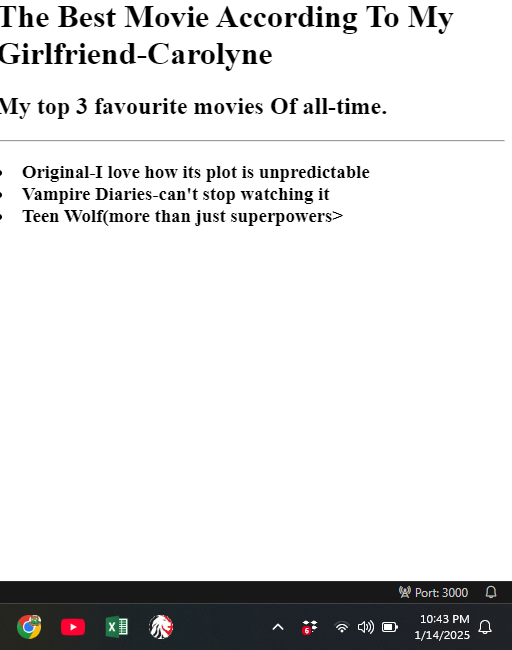 The Best Movie According To My
Girlfriend-Carolyne
My top 3 favourite movies Of all-time.
Original-I love how its plot is unpredictable
Vampire Diaries-can't stop watching it
Teen Wolf(more than just superpowers>
Port: 3000
6
10:43 PM
1/14/2025